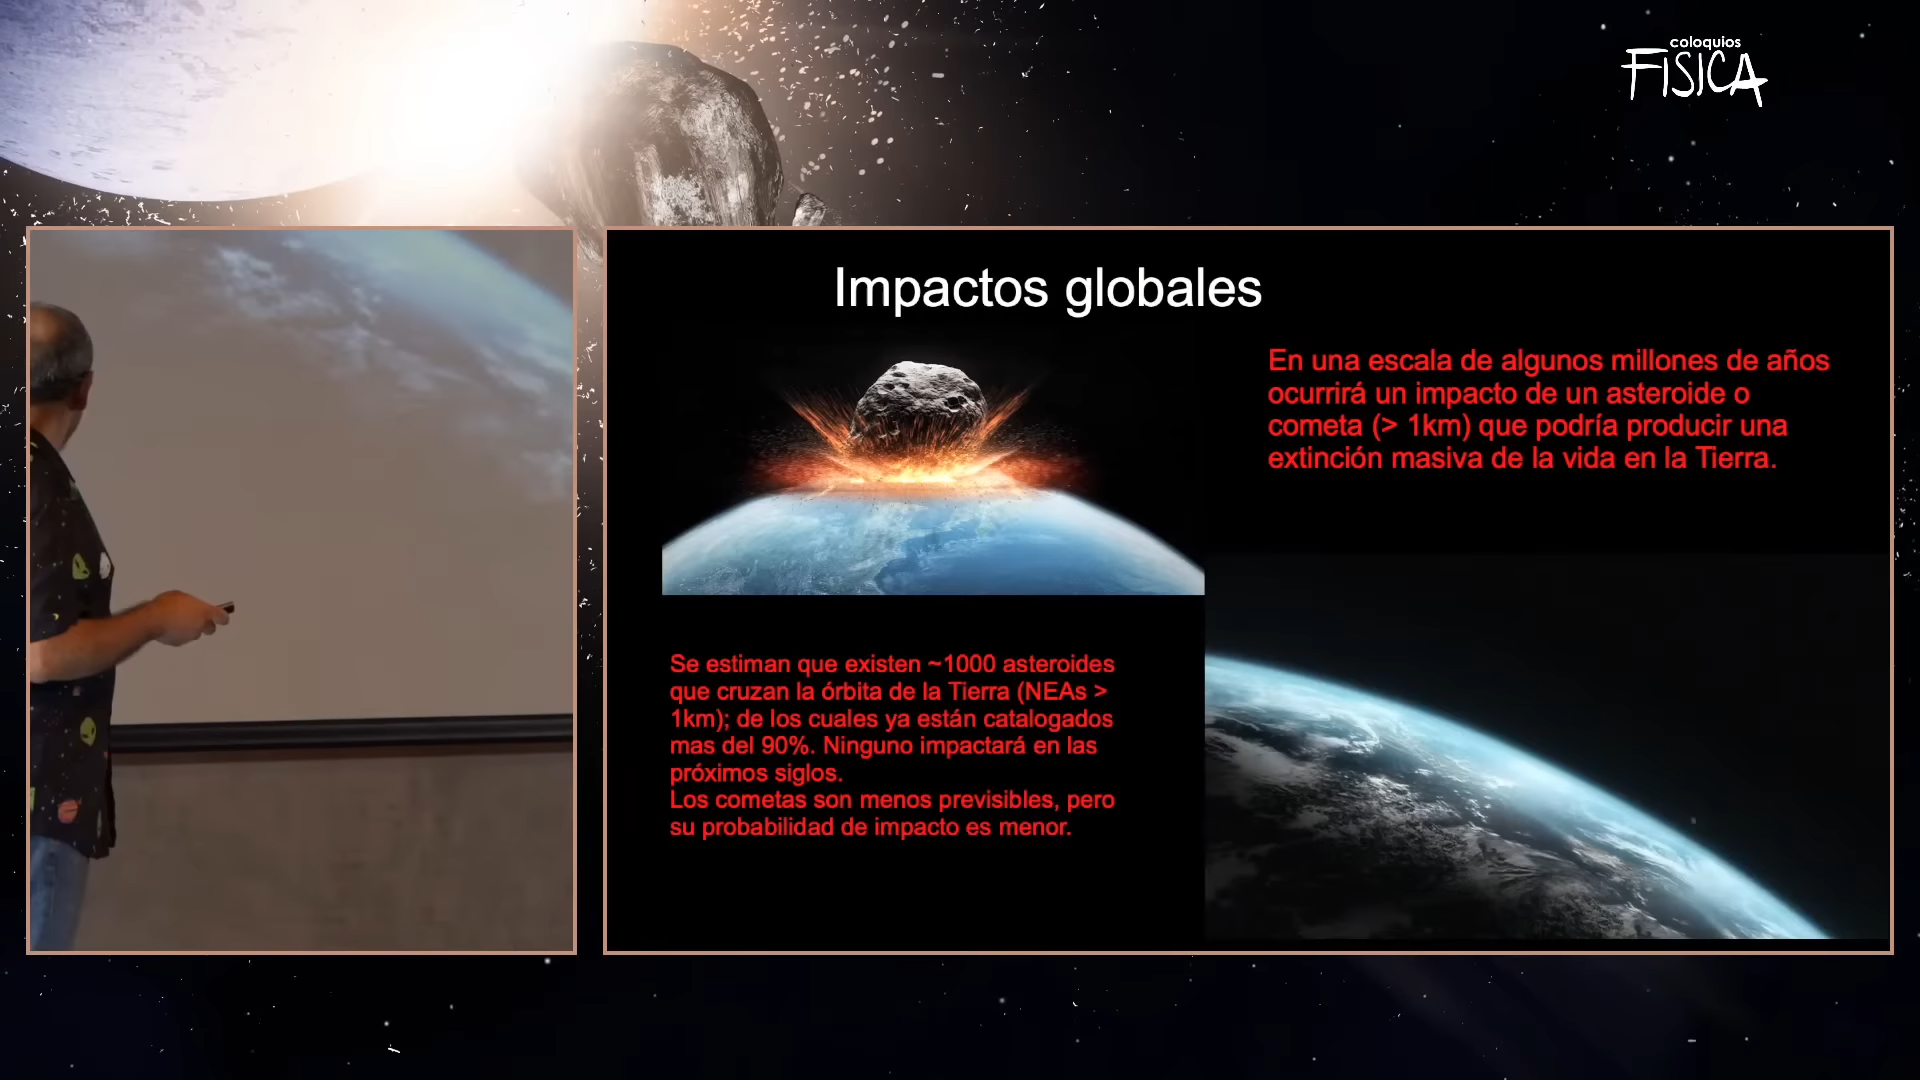 coloquios
FISICA
Impactos globales
En una escala de algunos millones de años
ocurrirá un impacto de un asteroide o
cometa (> 1km) que podría producir una
extinción masiva de la vida en la Tierra.
Se estiman que existen ~1000 asteroides
que cruzan la órbita de la Tierra (NEAs >
1km); de los cuales ya están catalogados
mas del 90%. Ninguno impactará en las
próximos siglos.
Los cometas son menos previsibles, pero
su probabilidad de impacto es menor.